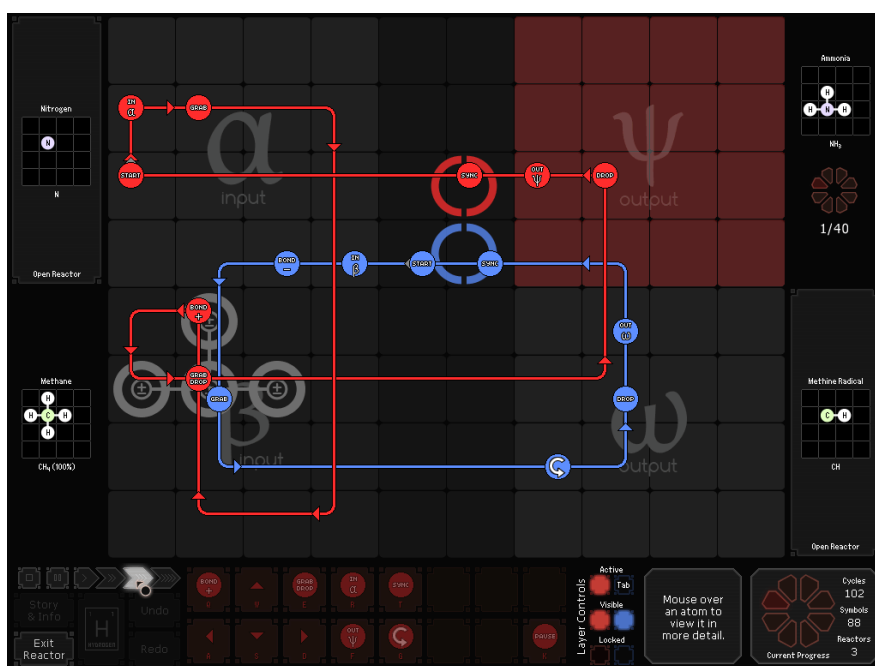 Nitrogen
N
N
Open Reactor
Methane
H
H C H
H
CH₄ (100%)
IN
α
GRAB
START
SYNC
OUT
Ψ
DROP
α
input
Ψ
output
BOND
-
IN
β
START
SYNC
BOND
+
OUT
ω
GRAB
DROP
GRAB
DROP
β
input
ω
output
Ammonia
H
H N H
NH₃
1/40
Methine Radical
C H
CH
Open Reactor
Story
& Info
Undo
H
HYDROGEN
Exit
Reactor
Redo
BOND
+
GRAB
DROP
IN
α
SYNC
OUT
Ψ
PAUSE
Layer Controls
Active
Tab
Visible
Locked
Mouse over
an atom to
view it in
more detail.
Cycles
102
Symbols
88
Reactors
3
Current Progress